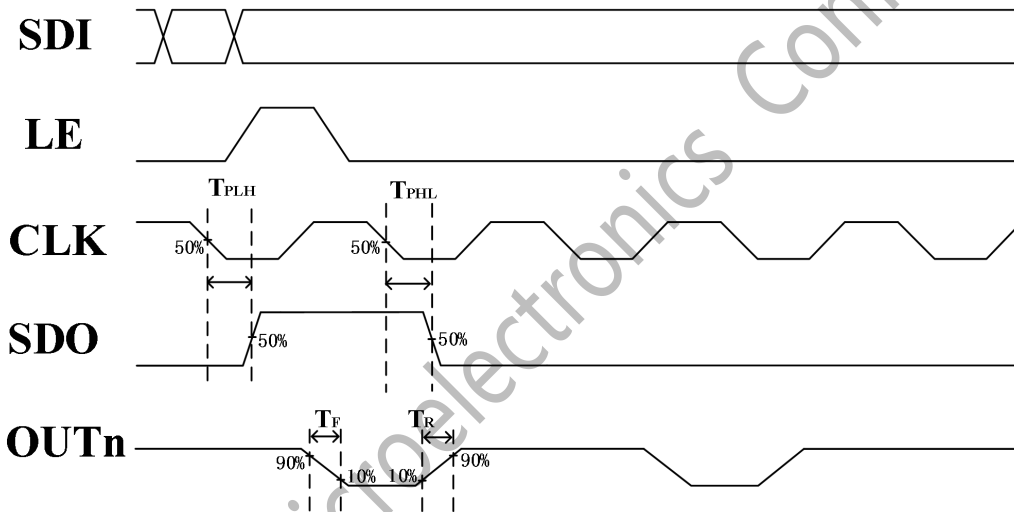 SDI
LE
TPLH TPHL
CLK 50% 50%
SDO 50% 50%
TF TR
OUTn 90% 10% 10% 90%